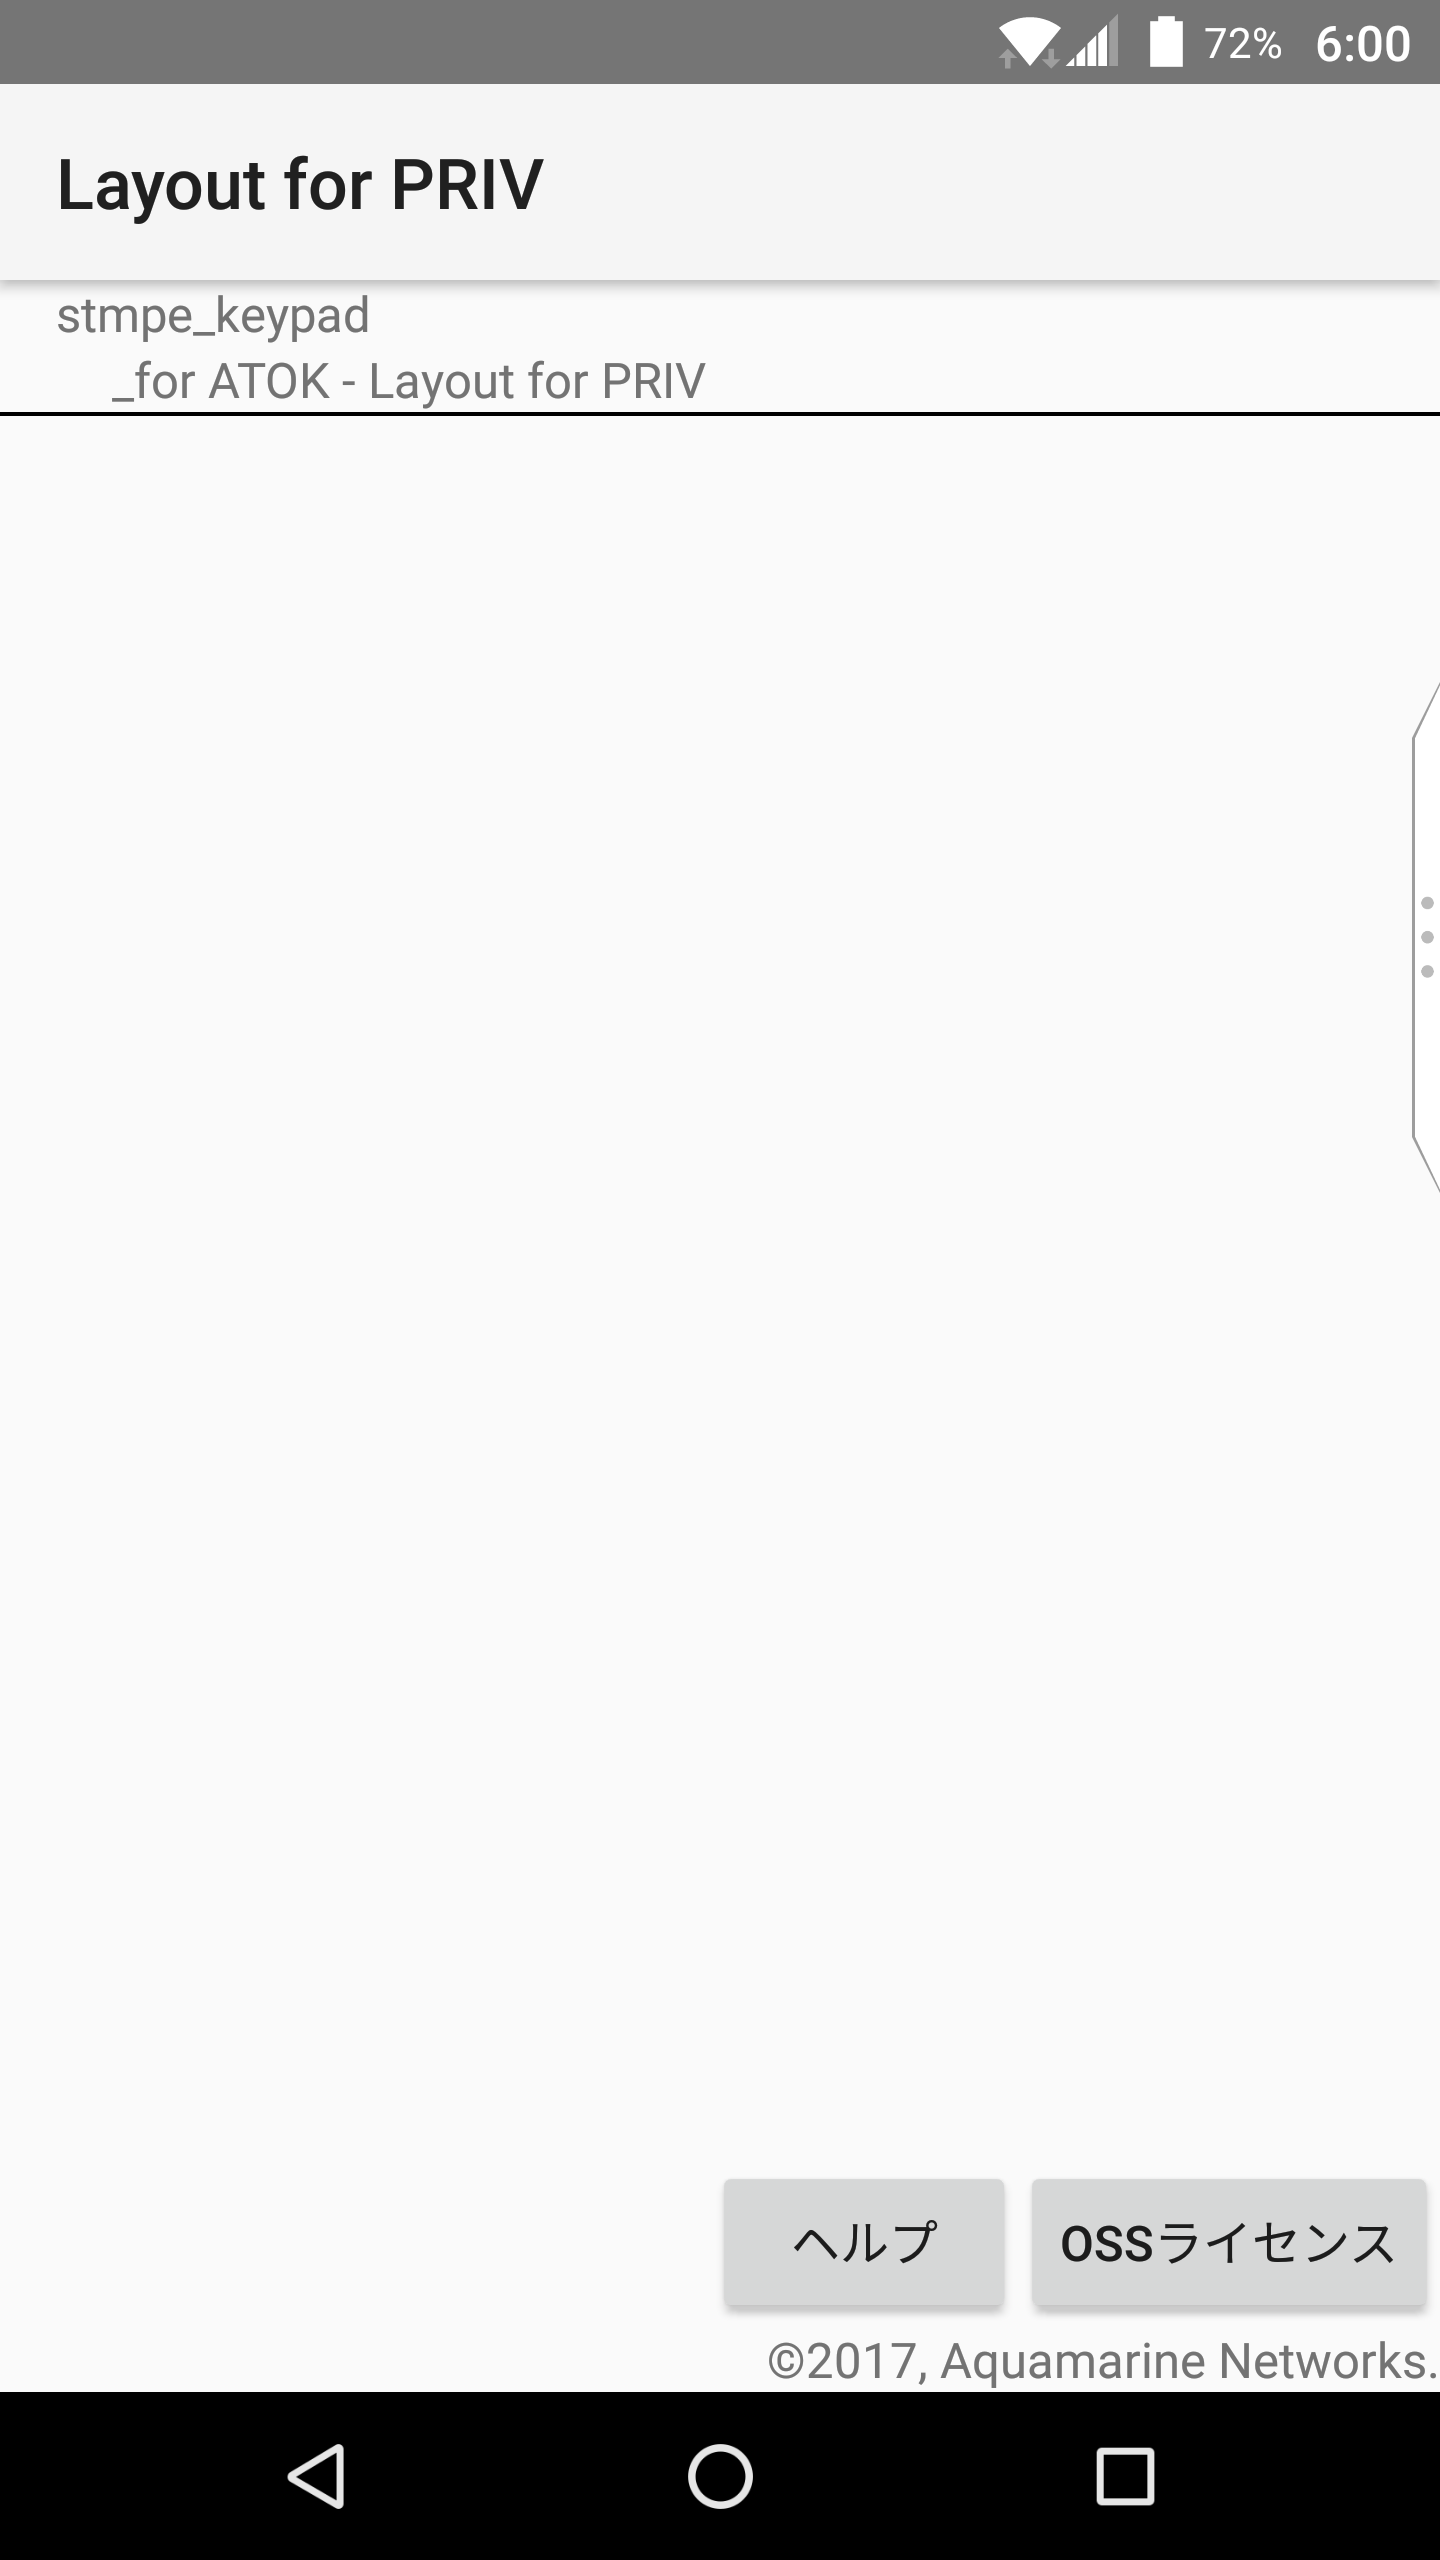 72% 6:00
Layout for PRIV
stmpe_keypad
_for ATOK - Layout for PRIV
ヘルプ OSSライセンス
©2017, Aquamarine Networks.